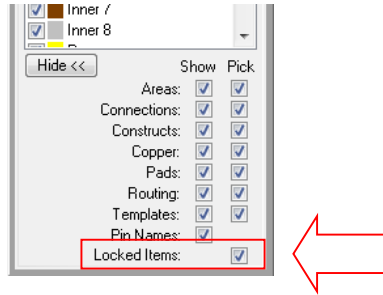 Inner 7
Inner 8
Hide <<
Show Pick
Areas:
Connections:
Constructs:
Copper:
Pads:
Routing:
Templates:
Pin Names:
Locked Items: